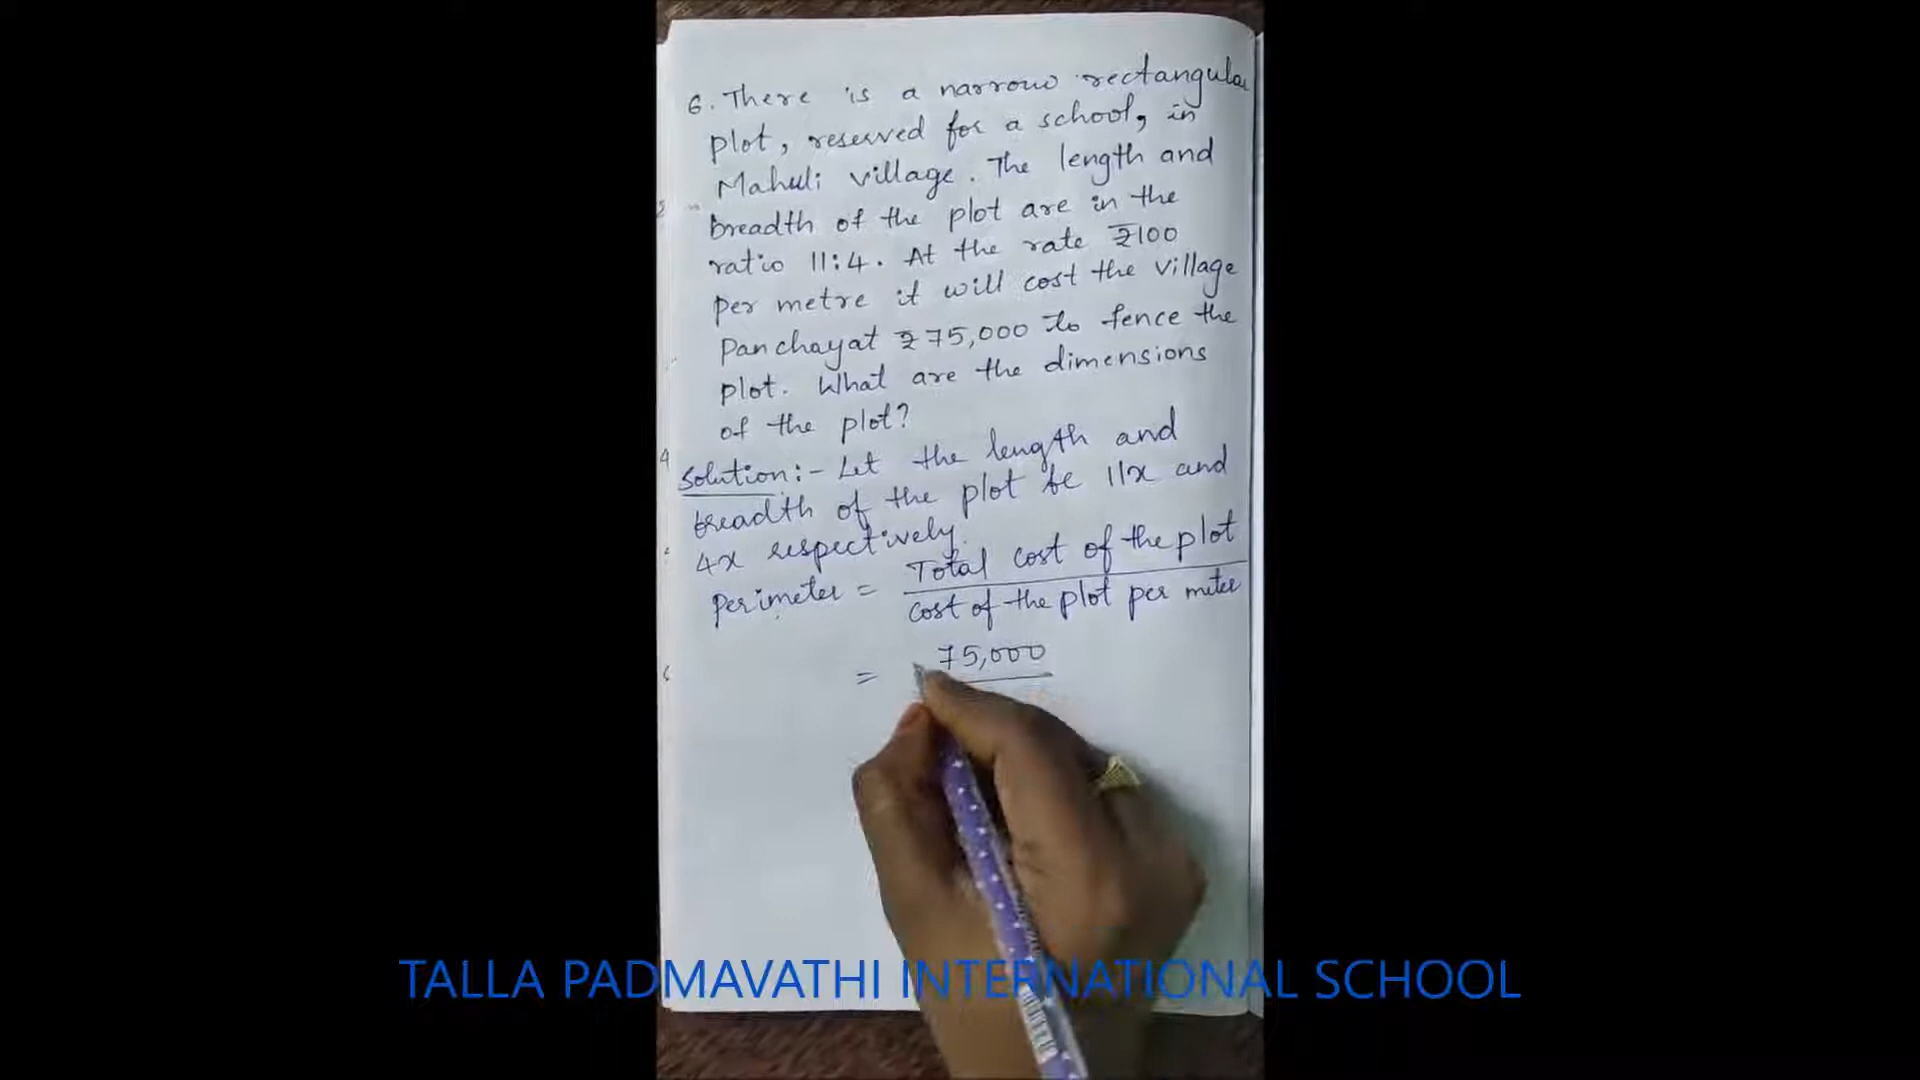 6. There is a narrow rectangular
plot, reserved for a school, in
Mahuli village. The length and
breadth of the plot are in the
ratio 11:4. At the rate ₹100
per metre it will cost the village
panchayat ₹75,000 to fence the
plot. What are the dimensions
of the plot?
Solution:- Let the length and
breadth of the plot be 11x and
4x respectively.
Perimeter = Total cost of the plot
cost of the plot per meter
= 75,000
TALLA PADMAVATHI INTERNATIONAL SCHOOL